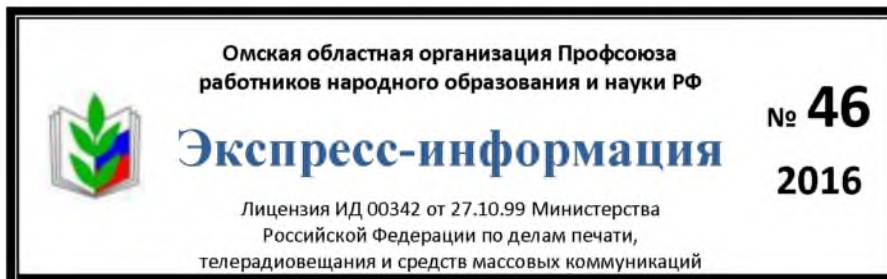 Омская областная организация Профсоюза
работников народного образования и науки РФ
Экспресс-информация
Лицензия ИД 00342 от 27.10.99 Министерства
Российской Федерации по делам печати,
телерадиовещания и средств массовых коммуникаций
№ 46
2016